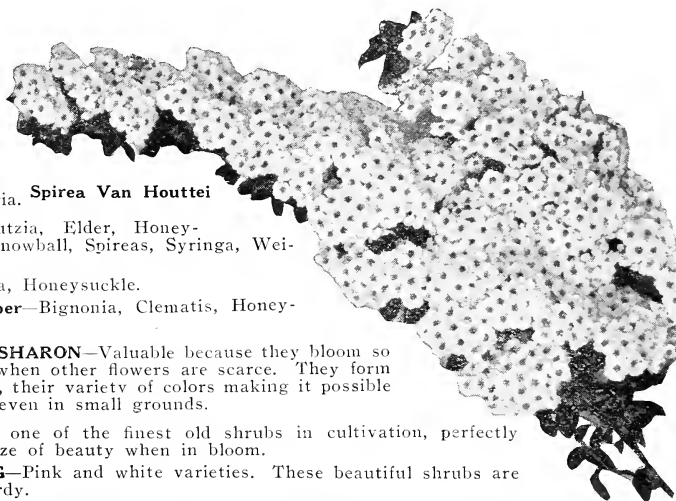 ria. Spirea Van Houttei
utzia, Elder, Honey-
nowball, Spireas, Syringa, Wei-
a, Honeysuckle.
ber—Bignonia, Clematis, Honey-
SHARON—Valuable because they bloom so
when other flowers are scarce. They form
, their variety of colors making it possible
even in small grounds.
one of the finest old shrubs in cultivation, perfectly
ze of beauty when in bloom.
G—Pink and white varieties. These beautiful shrubs are
rdy.